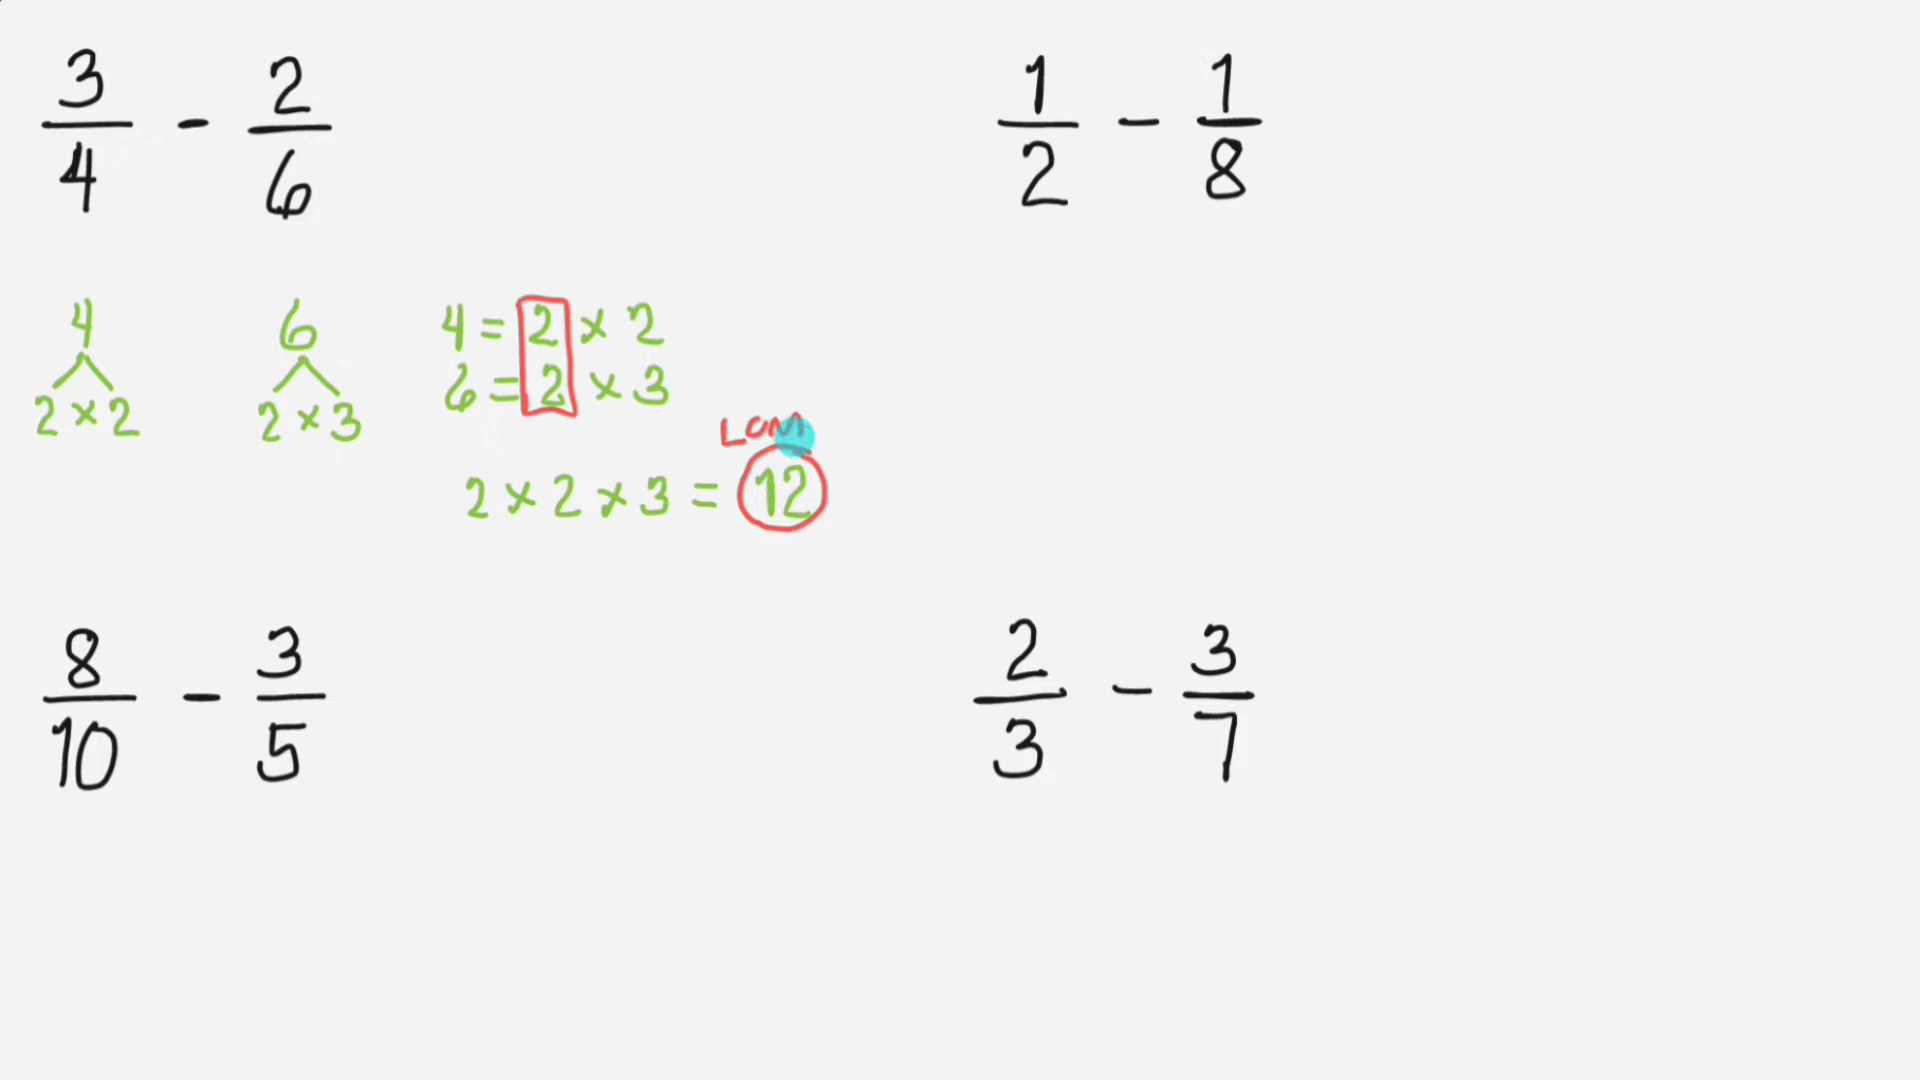 3/4 - 2/6
1/2 - 1/8
4
2 × 2
6
2 × 3
4 = 2 × 2
6 = 2 × 3
LCM
2 × 2 × 3 = 12
8/10 - 3/5
2/3 - 3/7